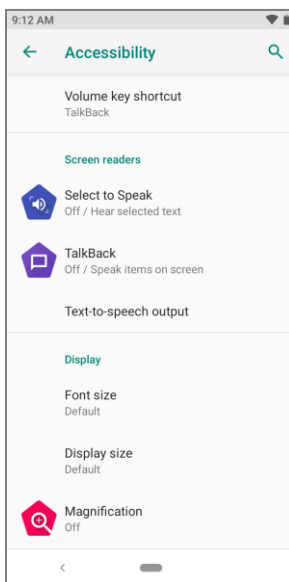 9:12 AM
Accessibility
Volume key shortcut
TalkBack
Screen readers
Select to Speak
Off / Hear selected text
TalkBack
Off / Speak items on screen
Text-to-speech output
Display
Font size
Default
Display size
Default
Magnification
Off